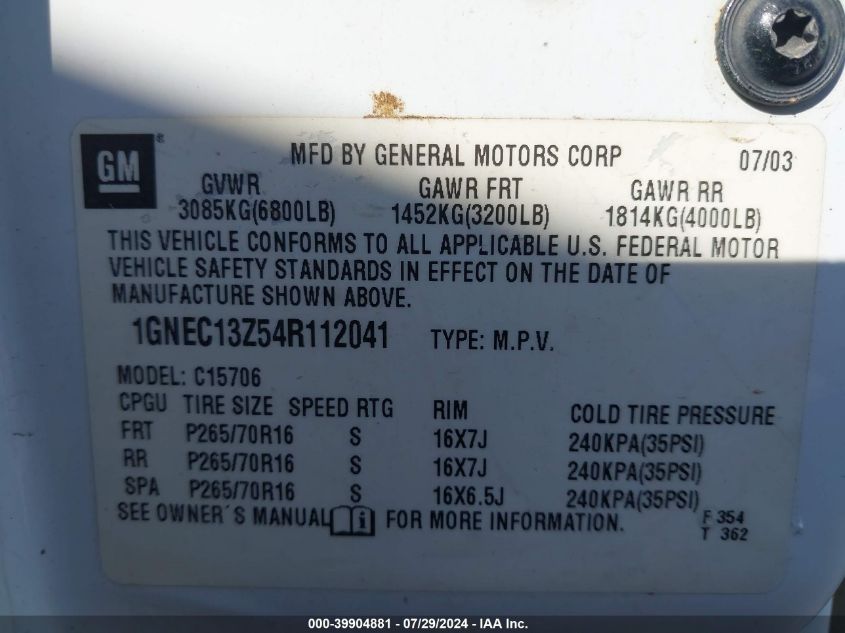 GM ® MFD BY GENERAL MOTORS CORP 07/03
GVWR GAWR FRT GAWR RR
3085KG(6800LB) 1452KG(3200LB) 1814KG(4000LB)
THIS VEHICLE CONFORMS TO ALL APPLICABLE U.S. FEDERAL MOTOR
VEHICLE SAFETY STANDARDS IN EFFECT ON THE DATE OF
MANUFACTURE SHOWN ABOVE.
1GNEC13Z54R112041 TYPE: M.P.V.
MODEL: C15706
CPGU TIRE SIZE SPEED RTG RIM COLD TIRE PRESSURE
FRT P265/70R16 S 16X7J 240KPA(35PSI)
RR P265/70R16 S 16X7J 240KPA(35PSI)
SPA P265/70R16 S 16X6.5J 240KPA(35PSI)
SEE OWNER´S MANUAL i FOR MORE INFORMATION. F 354
T 362
000-39904881 - 07/29/2024 - IAA Inc.